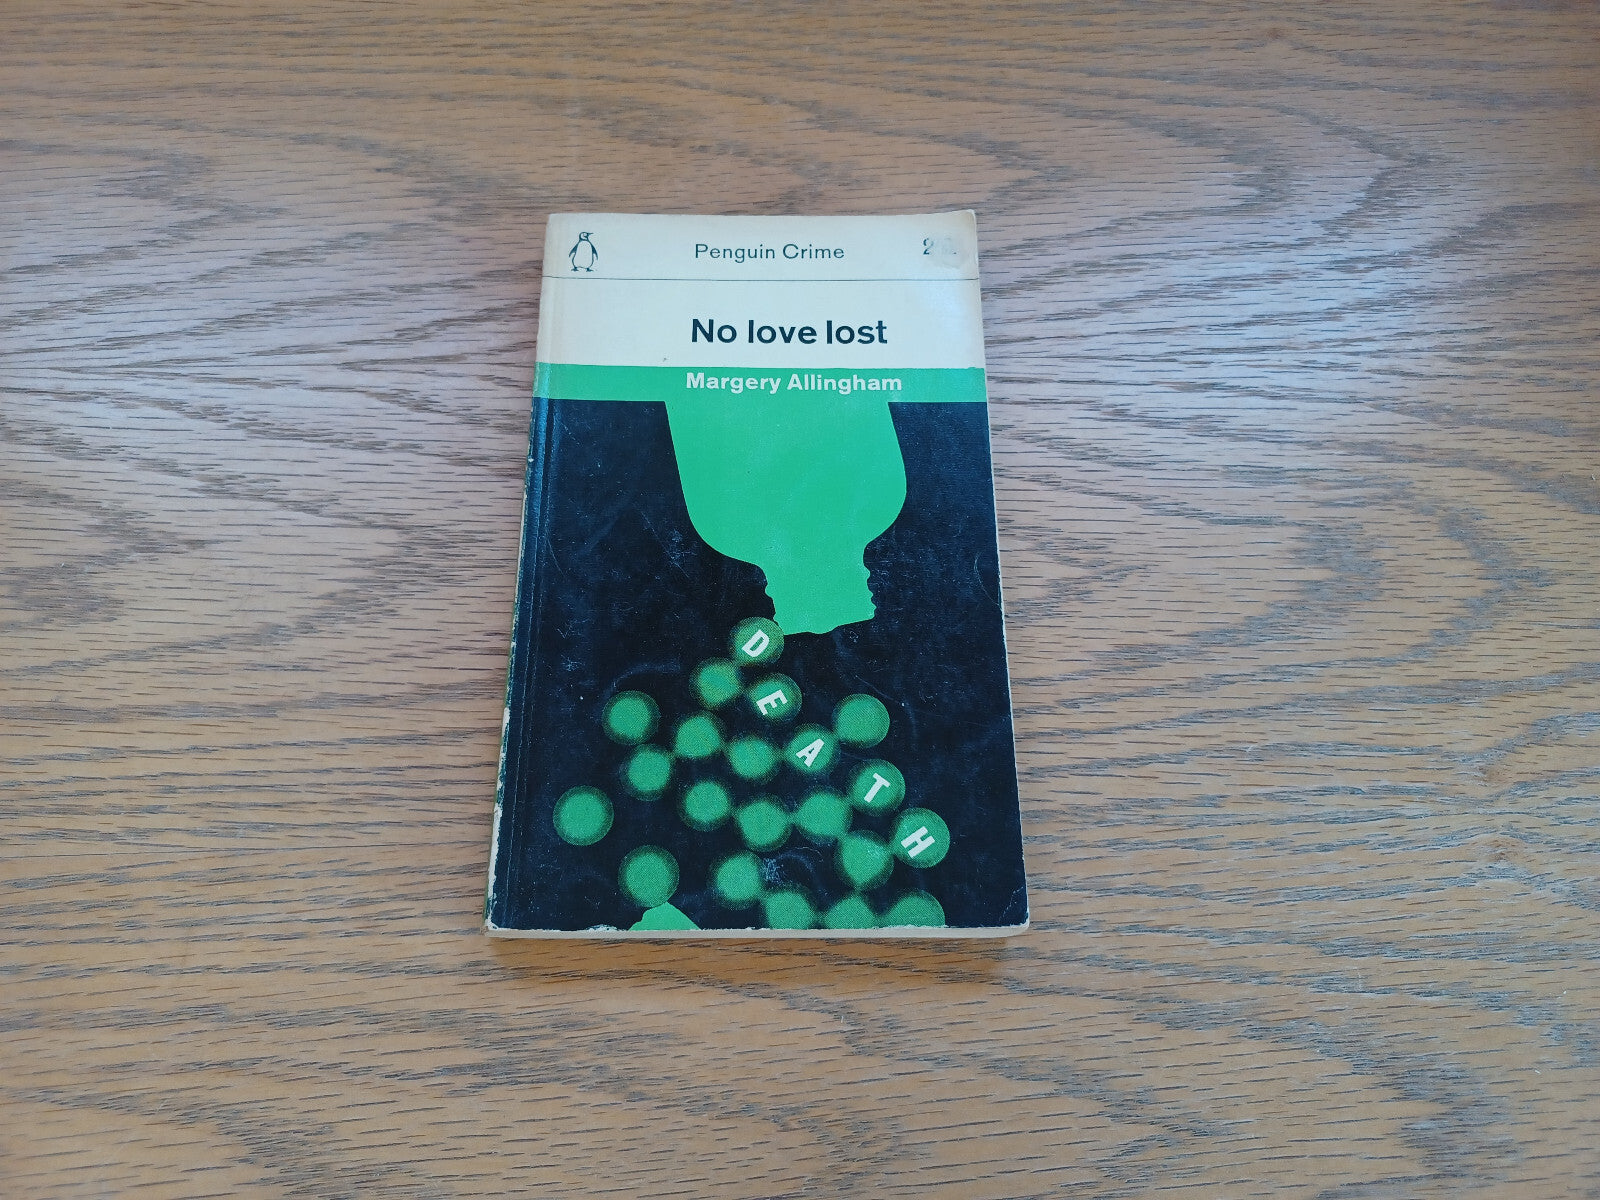 Penguin Crime
No love lost
Margery Allingham
DEATH